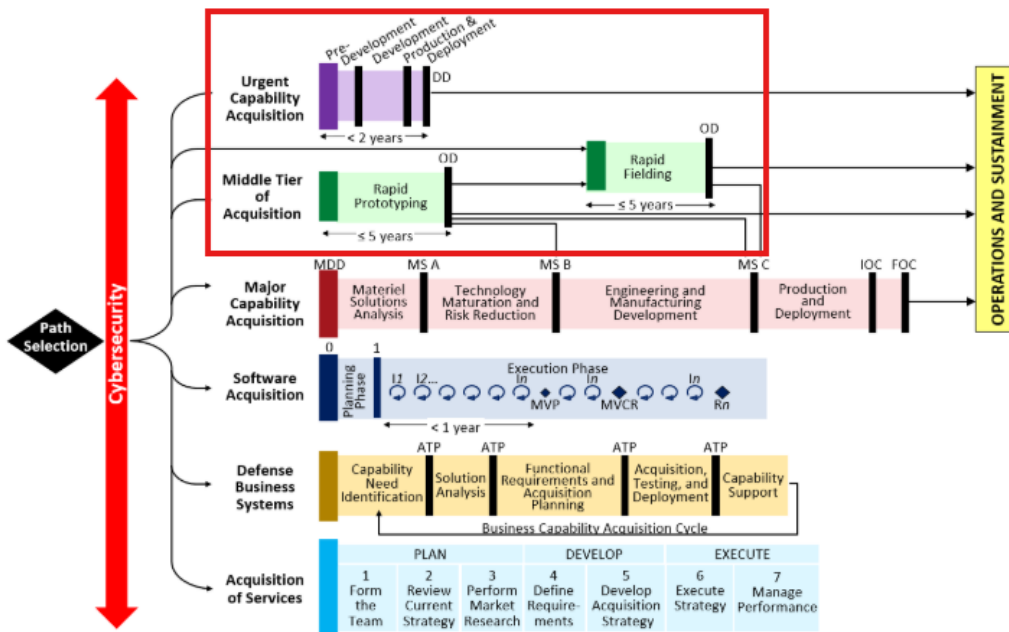 Pre-
Development
Development
Production &
Deployment
Urgent
Capability
Acquisition
DD
< 2 years
Middle Tier
of
Acquisition
Rapid
Prototyping
OD
≤ 5 years
Rapid
Fielding
OD
≤ 5 years
OPERATIONS AND SUSTAINMENT
Path
Selection
Cybersecurity
Major
Capability
Acquisition
MDD
MS A
MS B
MS C
IOC
FOC
Materiel
Solutions
Analysis
Technology
Maturation and
Risk Reduction
Engineering and
Manufacturing
Development
Production
and
Deployment
Software
Acquisition
0
1
Planning
Phase
Execution Phase
I1
I2...
In
In
In
MVP
MVCR
Rn
< 1 year
Defense
Business
Systems
ATP
ATP
ATP
ATP
Capability
Need
Identification
Solution
Analysis
Functional
Requirements and
Acquisition
Planning
Acquisition,
Testing, and
Deployment
Capability
Support
Business Capability Acquisition Cycle
Acquisition
of Services
PLAN
DEVELOP
EXECUTE
1
Form
the
Team
2
Review
Current
Strategy
3
Perform
Market
Research
4
Define
Require-
ments
5
Develop
Acquisition
Strategy
6
Execute
Strategy
7
Manage
Performance